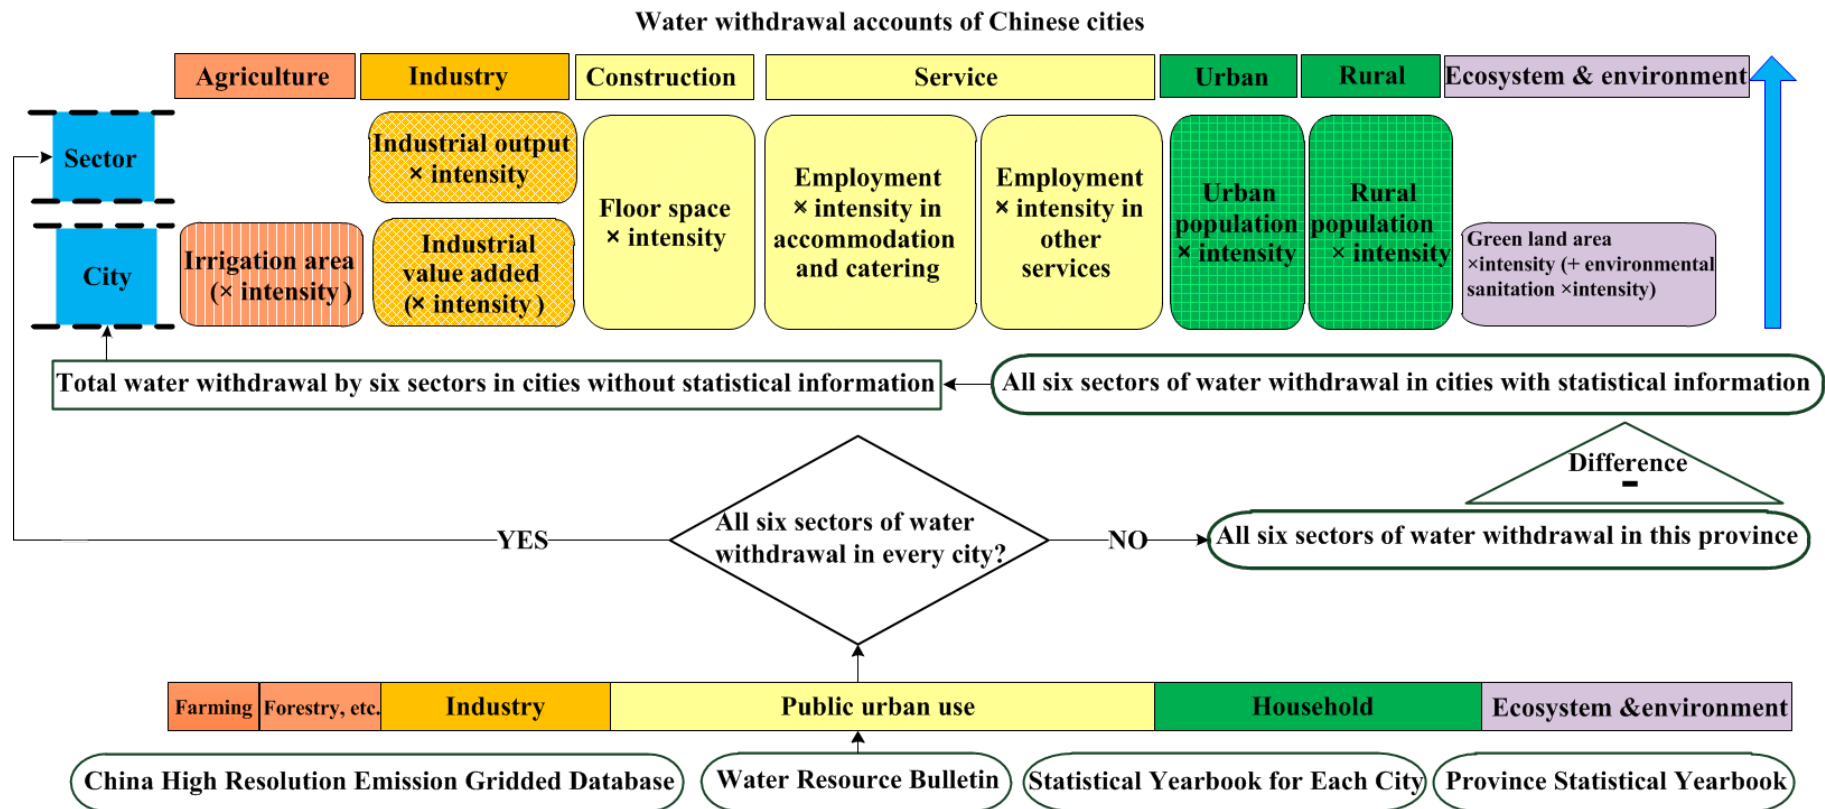 Water withdrawal accounts of Chinese cities
Agriculture
Industry
Construction
Service
Urban
Rural
Ecosystem & environment
Sector
Industrial output
× intensity
Floor space
× intensity
Employment
× intensity in
accommodation
and catering
Employment
× intensity in
other
services
Urban
population
× intensity
Rural
population
× intensity
City
Irrigation area
(× intensity)
Industrial
value added
(× intensity)
Green land area
×intensity (+ environmental
sanitation ×intensity)
Total water withdrawal by six sectors in cities without statistical information
All six sectors of water withdrawal in cities with statistical information
Difference
-
All six sectors of water
withdrawal in every city?
YES
NO
All six sectors of water withdrawal in this province
Farming
Forestry, etc.
Industry
Public urban use
Household
Ecosystem &environment
China High Resolution Emission Gridded Database
Water Resource Bulletin
Statistical Yearbook for Each City
Province Statistical Yearbook